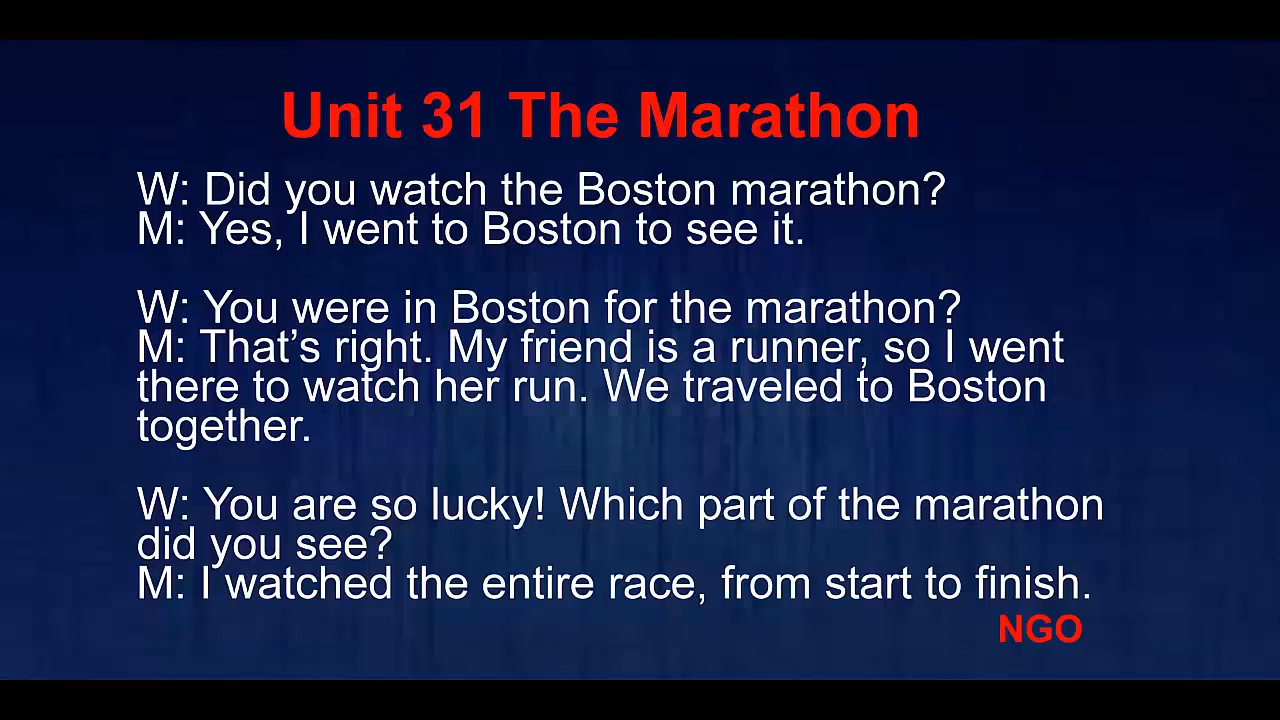 Unit 31 The Marathon
W: Did you watch the Boston marathon?
M: Yes, I went to Boston to see it.
W: You were in Boston for the marathon?
M: That’s right. My friend is a runner, so I went
there to watch her run. We traveled to Boston
together.
W: You are so lucky! Which part of the marathon
did you see?
M: I watched the entire race, from start to finish.
NGO